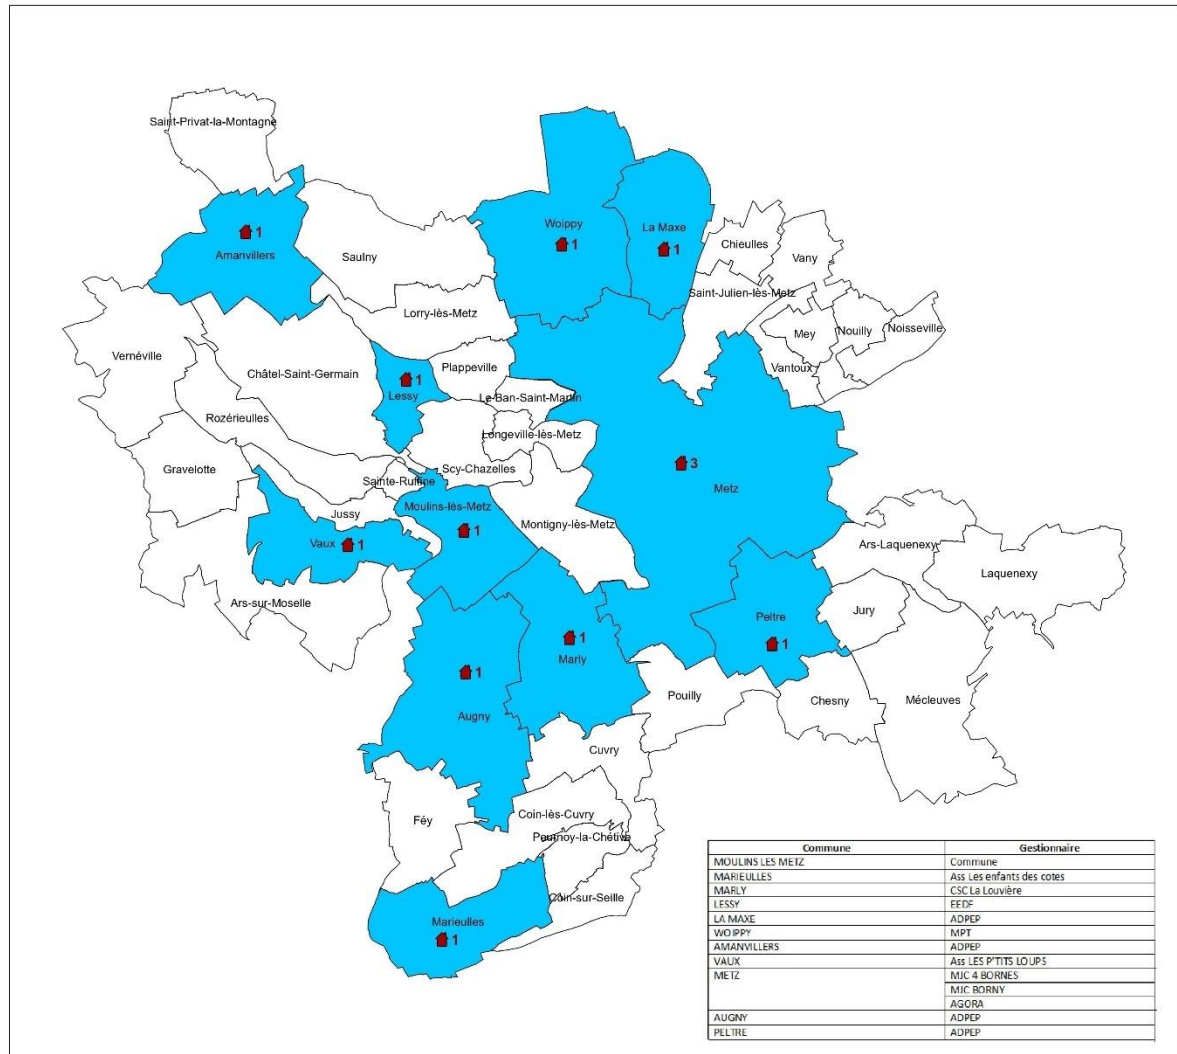 Saint-Privat-la-Montagne
Woippy
La Maxe
1
Amanvillers
1
1
Chieulles
Vany
Saulny
Saint-Julien-lès-Metz
Lorry-lès-Metz
Mey
Nouilly
Noisseville
Vernéville
Plappeville
Vantoux
Châtel-Saint-Germain
1
Lessy
Le-Ban-Saint-Martin
Rozérieulles
Longeville-lès-Metz
Gravelotte
Scy-Chazelles
3
Sainte-Ruffine
Metz
Moulins-lès-Metz
Jussy
1
Montigny-lès-Metz
Vaux
1
Ars-Laquenexy
Laquenexy
Ars-sur-Moselle
Jury
Peltre
1
1
Marly
1
Pouilly
Chesny
Mécleuves
Augny
Cuvry
Féy
Coin-lès-Cuvry
Pournoy-la-Chétive
Coin-sur-Seille
Marieulles
1
Commune Gestionnaire
MOULINS LES METZ Commune
MARIEULLES Ass Les enfants des cotes
MARLY CSC La Louvière
LESSY EEDF
LA MAXE ADPEP
WOIPPY MPT
AMANVILLERS ADPEP
VAUX Ass LES P'TITS LOUPS
METZ MJC 4 BORNES
MJC BORNY
AGORA
AUGNY ADPEP
PELTRE ADPEP